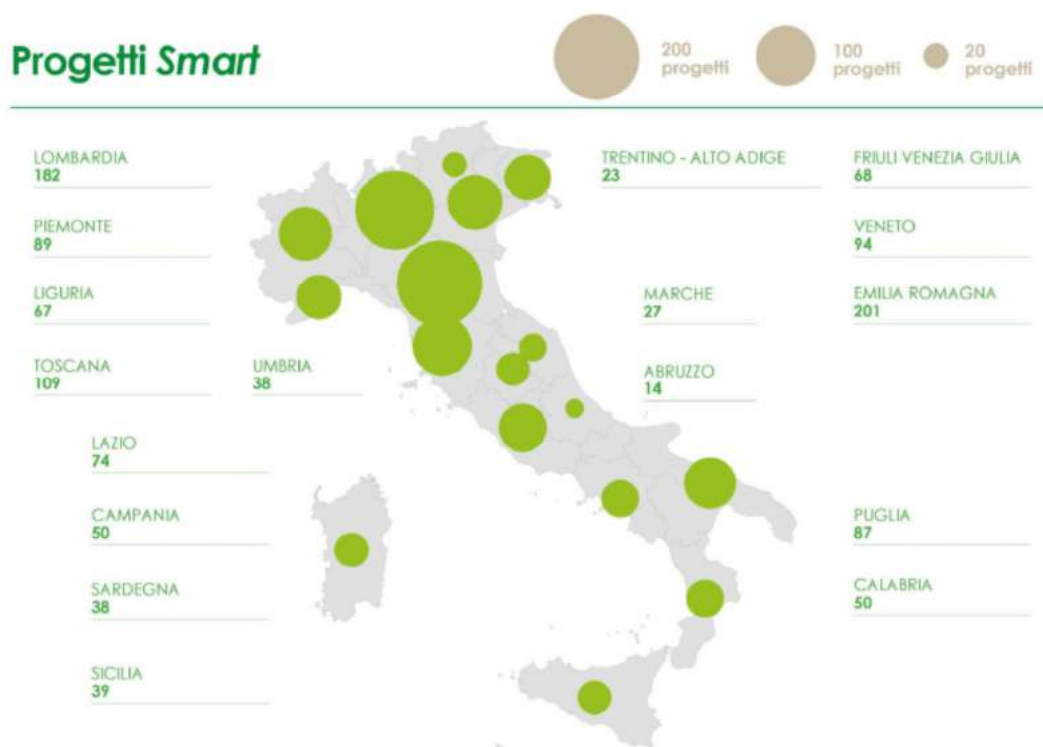 Progetti Smart
200
progetti
100
progetti
20
progetti
LOMBARDIA
182
TRENTINO - ALTO ADIGE
23
FRIULI VENEZIA GIULIA
68
PIEMONTE
89
VENETO
94
LIGURIA
67
MARCHE
27
EMILIA ROMAGNA
201
TOSCANA
109
UMBRIA
38
ABRUZZO
14
LAZIO
74
CAMPANIA
50
PUGLIA
87
SARDEGNA
38
CALABRIA
50
SICILIA
39